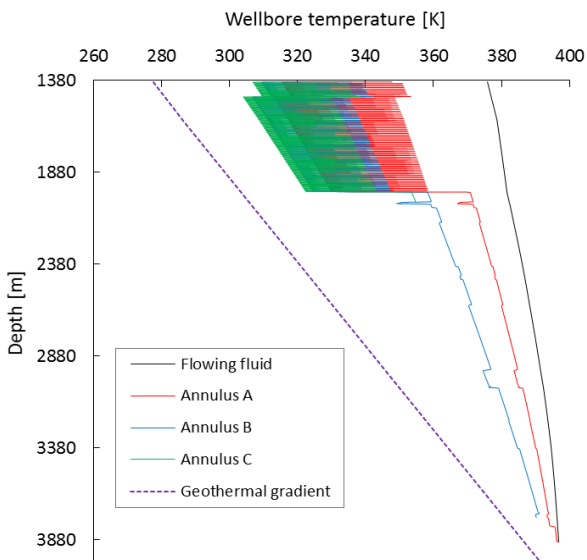 Wellbore temperature [K]
260 280 300 320 340 360 380 400
1380
1880
2380
2880
3380
3880
Depth [m]
Flowing fluid
Annulus A
Annulus B
Annulus C
Geothermal gradient